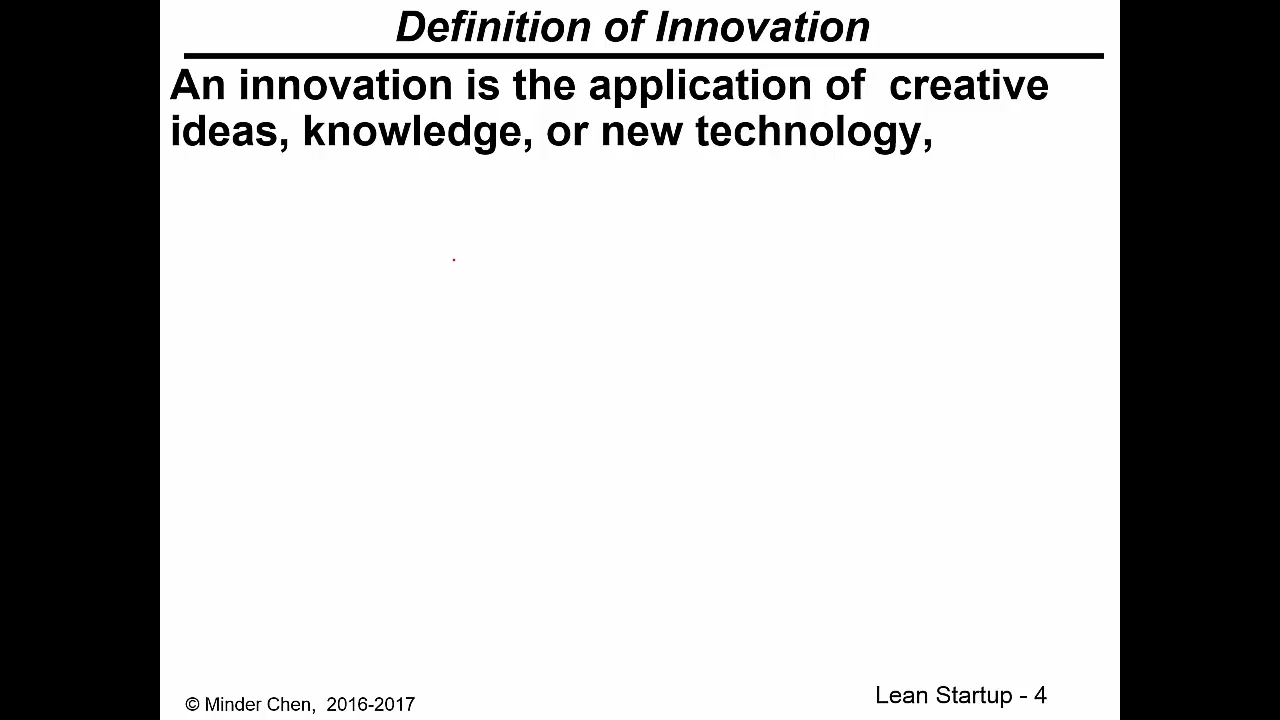 Definition of Innovation
An innovation is the application of  creative
ideas, knowledge, or new technology,
© Minder Chen,  2016-2017
Lean Startup - 4